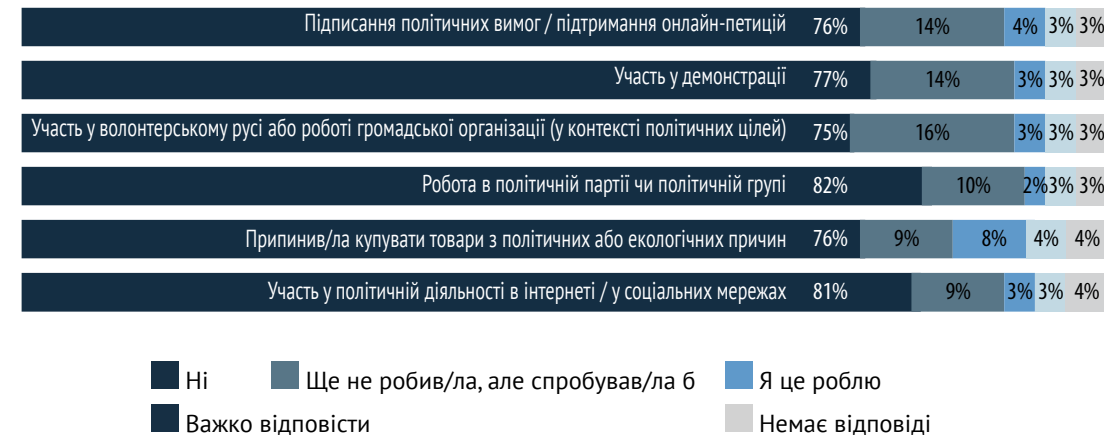 Підписання політичних вимог / підтримання онлайн-петицій 76% 14% 4% 3% 3%
Участь у демонстрації 77% 14% 3% 3% 3%
Участь у волонтерському русі або роботі громадської організації (у контексті політичних цілей) 75% 16% 3% 3% 3%
Робота в політичній партії чи політичній групі 82% 10% 2% 3% 3%
Припинив/ла купувати товари з політичних або екологічних причин 76% 9% 8% 4% 4%
Участь у політичній діяльності в інтернеті / у соціальних мережах 81% 9% 3% 3% 4%
Ні Ще не робив/ла, але спробував/ла б Я це роблю
Важко відповісти Немає відповіді